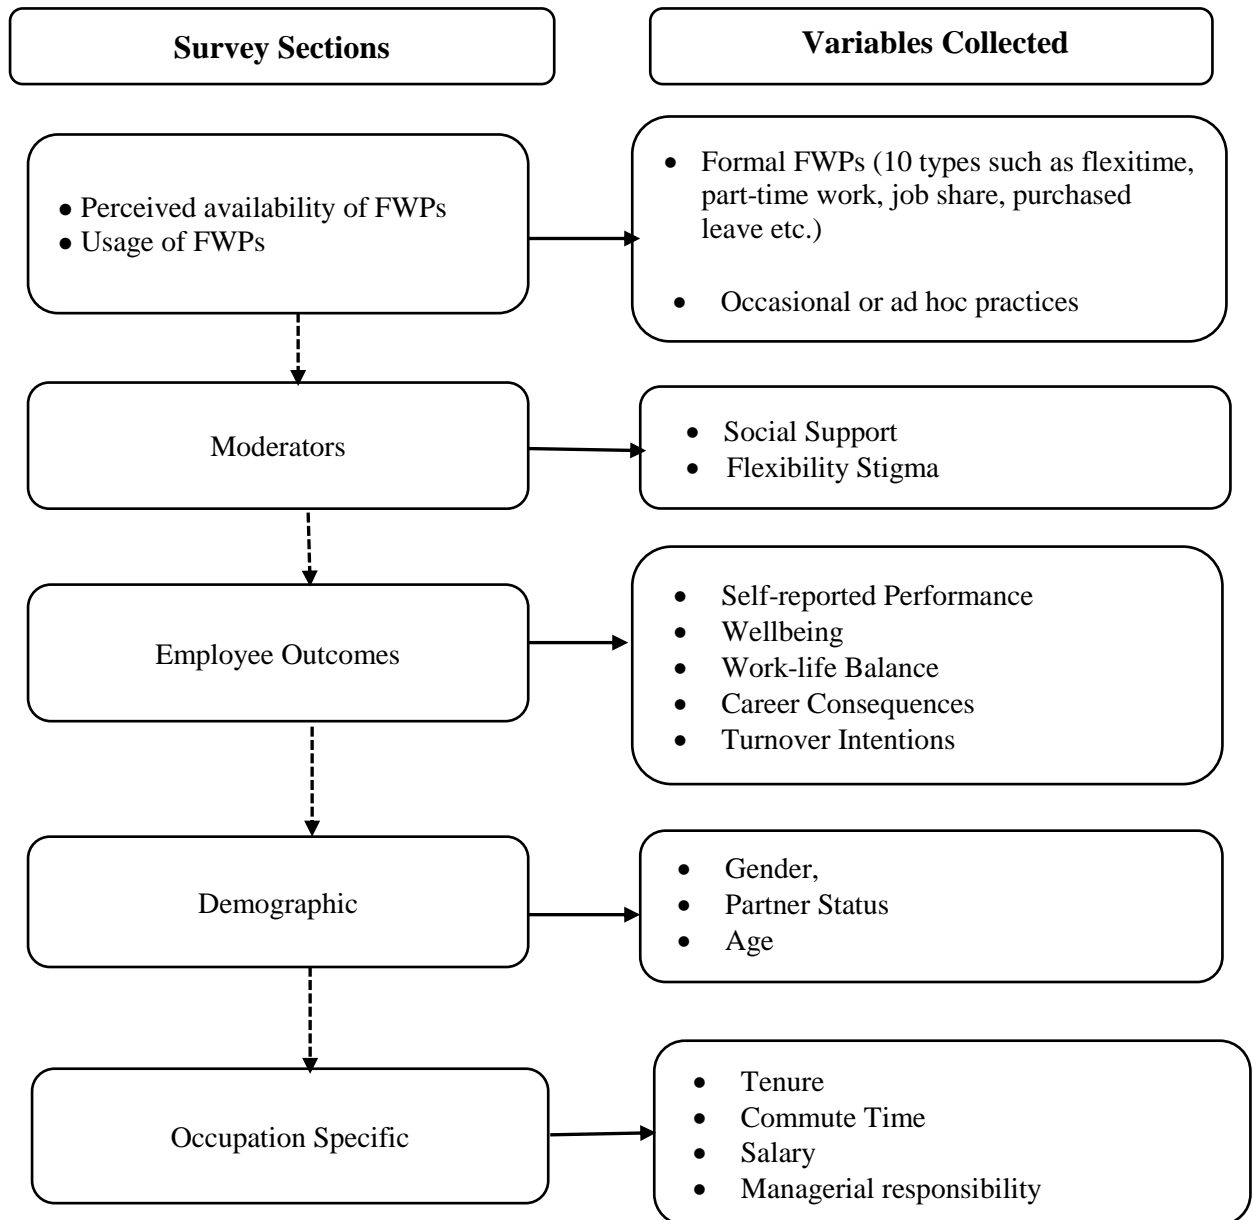 Survey Sections
Variables Collected
● Perceived availability of FWPs
● Usage of FWPs
● Formal FWPs (10 types such as flexitime,
part-time work, job share, purchased
leave etc.)
● Occasional or ad hoc practices
Moderators
● Social Support
● Flexibility Stigma
Employee Outcomes
● Self-reported Performance
● Wellbeing
● Work-life Balance
● Career Consequences
● Turnover Intentions
Demographic
● Gender,
● Partner Status
● Age
Occupation Specific
● Tenure
● Commute Time
● Salary
● Managerial responsibility